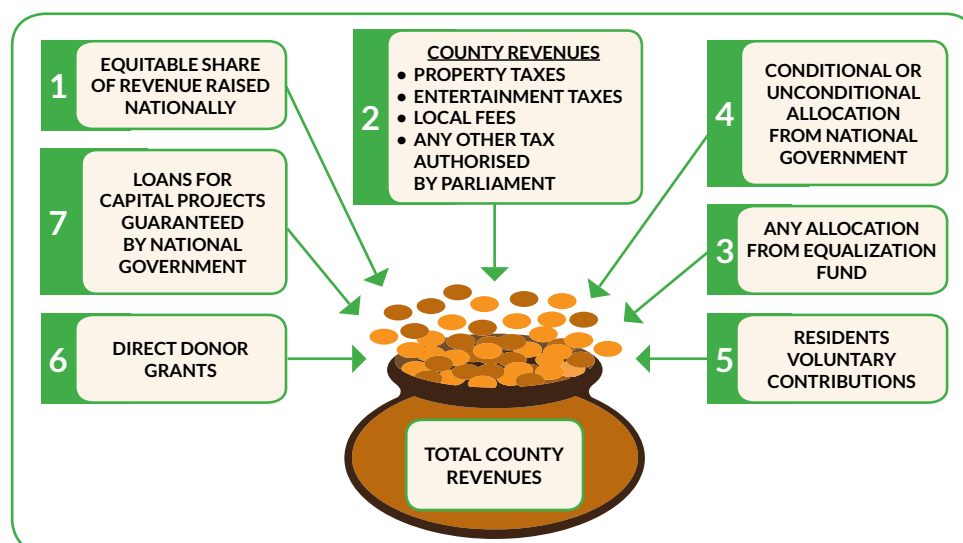 1
EQUITABLE SHARE
OF REVENUE RAISED
NATIONALLY
2
COUNTY REVENUES
• PROPERTY TAXES
• ENTERTAINMENT TAXES
• LOCAL FEES
• ANY OTHER TAX
AUTHORISED
BY PARLIAMENT
4
CONDITIONAL OR
UNCONDITIONAL
ALLOCATION
FROM NATIONAL
GOVERNMENT
7
LOANS FOR
CAPITAL PROJECTS
GUARANTEED
BY NATIONAL
GOVERNMENT
3
ANY ALLOCATION
FROM EQUALIZATION
FUND
6
DIRECT DONOR
GRANTS
5
RESIDENTS
VOLUNTARY
CONTRIBUTIONS
TOTAL COUNTY
REVENUES